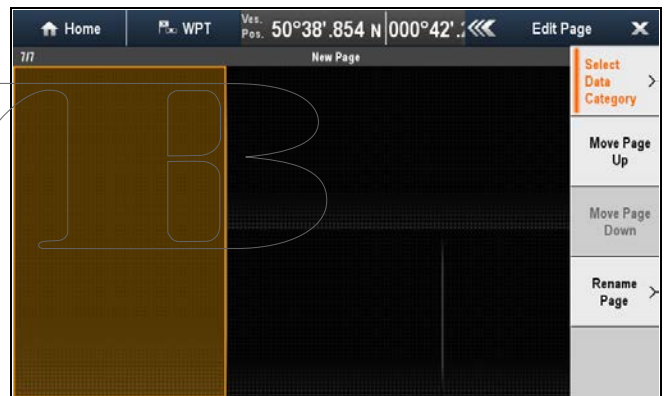 Home WPT Ves. Pos. 50°38'.854 N 000°42'. Edit Page X
7/7 New Page
Select
Data
Category
Move Page
Up
Move Page
Down
Rename
Page
13